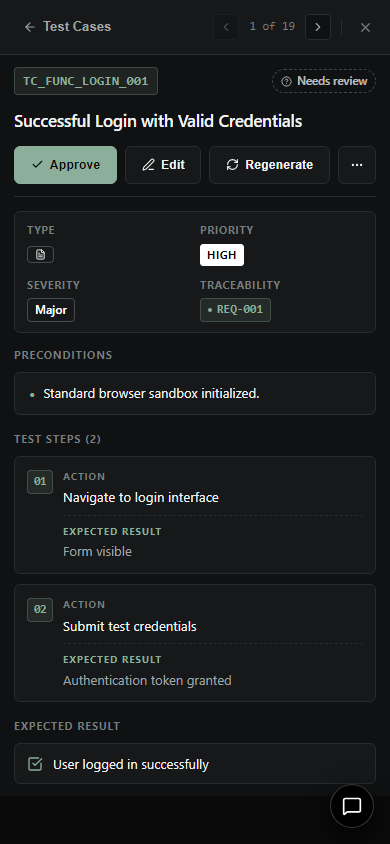 Test Cases
1 of 19
TC_FUNC_LOGIN_001
Needs review
Successful Login with Valid Credentials
Approve
Edit
Regenerate
TYPE
PRIORITY
HIGH
SEVERITY
TRACEABILITY
Major
• REQ-001
PRECONDITIONS
• Standard browser sandbox initialized.
TEST STEPS (2)
01
ACTION
Navigate to login interface
EXPECTED RESULT
Form visible
02
ACTION
Submit test credentials
EXPECTED RESULT
Authentication token granted
EXPECTED RESULT
User logged in successfully